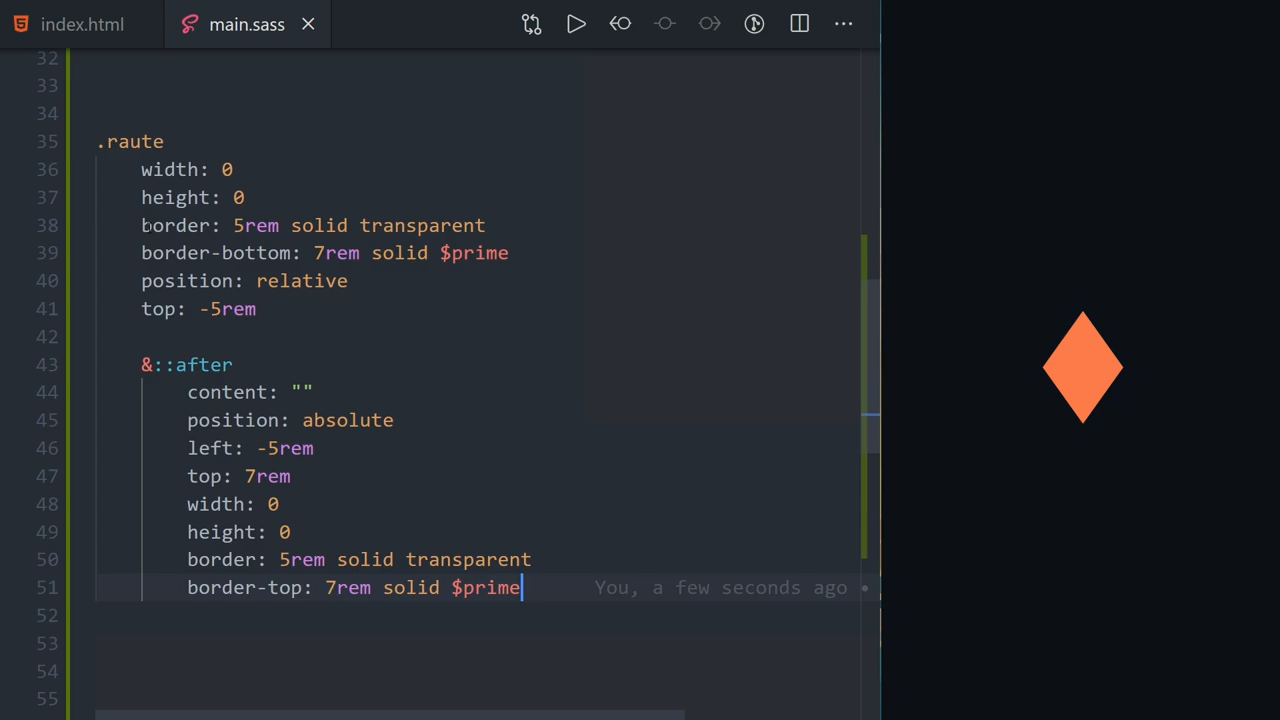 index.html
main.sass
32
33
34
35 .raute
36 width: 0
37 height: 0
38 border: 5rem solid transparent
39 border-bottom: 7rem solid $prime
40 position: relative
41 top: -5rem
42
43 &::after
44 content: ""
45 position: absolute
46 left: -5rem
47 top: 7rem
48 width: 0
49 height: 0
50 border: 5rem solid transparent
51 border-top: 7rem solid $prime You, a few seconds ago •
52
53
54
55